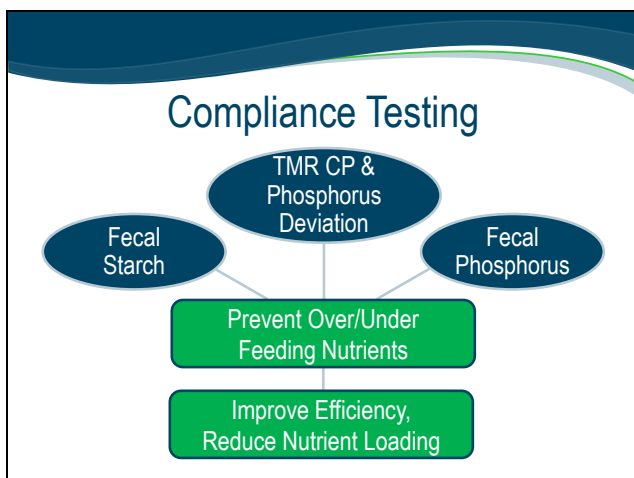 Compliance Testing
TMR CP &
Phosphorus
Deviation
Fecal
Starch
Fecal
Phosphorus
Prevent Over/Under
Feeding Nutrients
Improve Efficiency,
Reduce Nutrient Loading